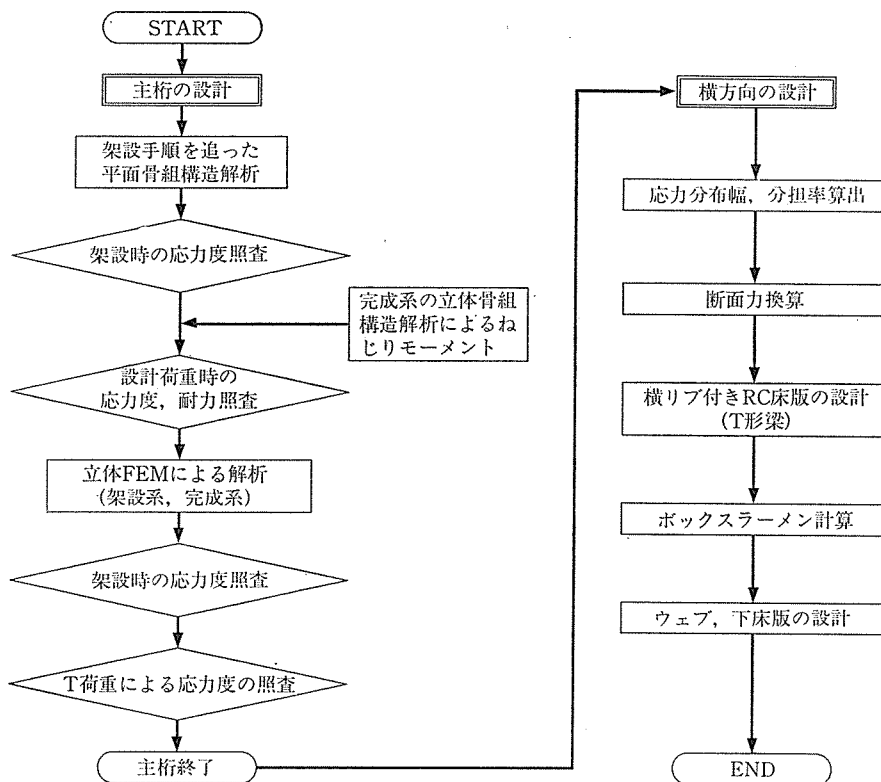 START
主桁の設計
架設手順を追った
平面骨組構造解析
架設時の応力度照査
完成系の立体骨組
構造解析によるね
じりモーメント
設計荷重時の
応力度，耐力照査
立体FEMによる解析
(架設系，完成系)
架設時の応力度照査
T荷重による応力度の照査
主桁終了
横方向の設計
応力分布幅，分担率算出
断面力換算
横リブ付きRC床版の設計
(T形梁)
ボックスラーメン計算
ウェブ，下床版の設計
END